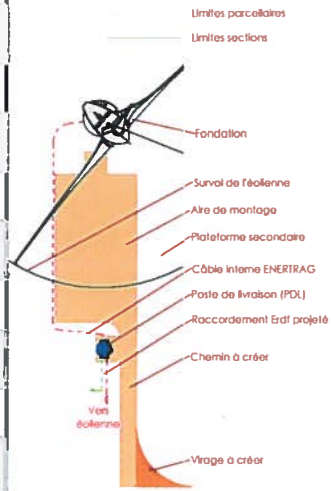 Limites parcellaires
Limites sections
Fondation
Survol de l'éolienne
Aire de montage
Plateforme secondaire
Câble interne ENERTRAG
Poste de livraison (PDL)
Raccordement Erdf projeté
Chemin à créer
Vers
éolienne
Virage à créer